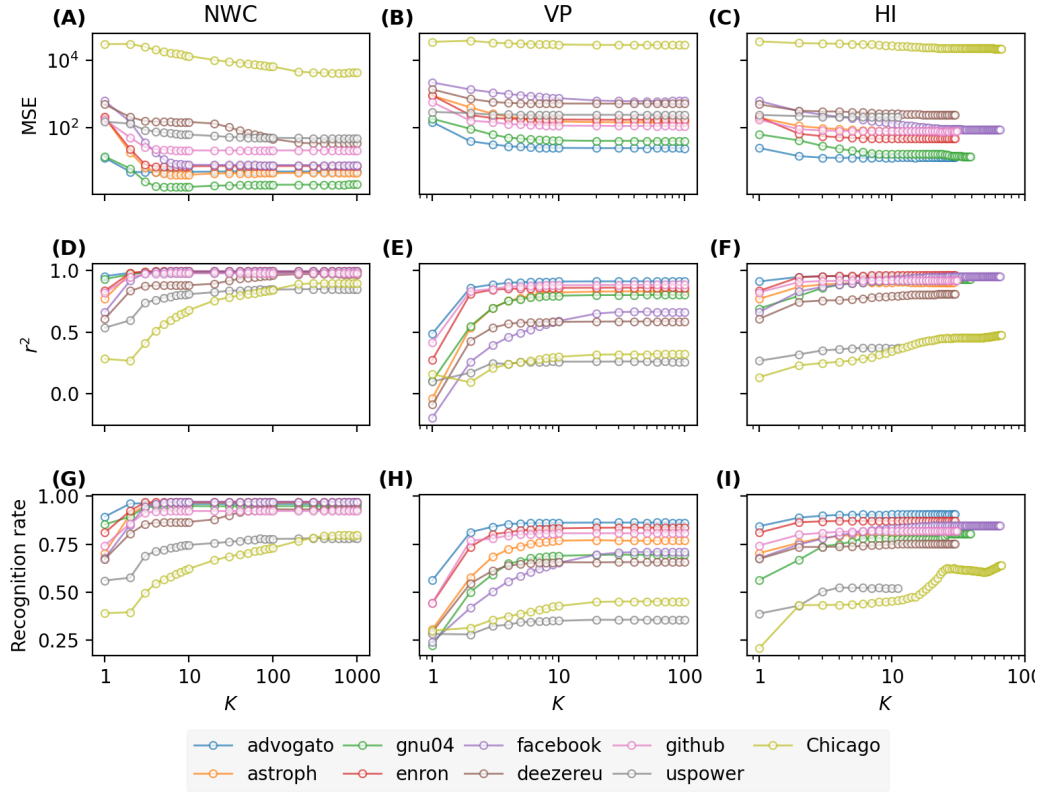 (A) NWC (B) VP (C) HI
MSE
10^4
10^2
(D) (E) (F)
r^2
1.0
0.5
0.0
(G) (H) (I)
Recognition rate
1.00
0.75
0.50
0.25
1 10 100 1000 1 10 100 1 10 100
K K K
advogato gnu04 facebook github Chicago
astroph enron deezereu uspower